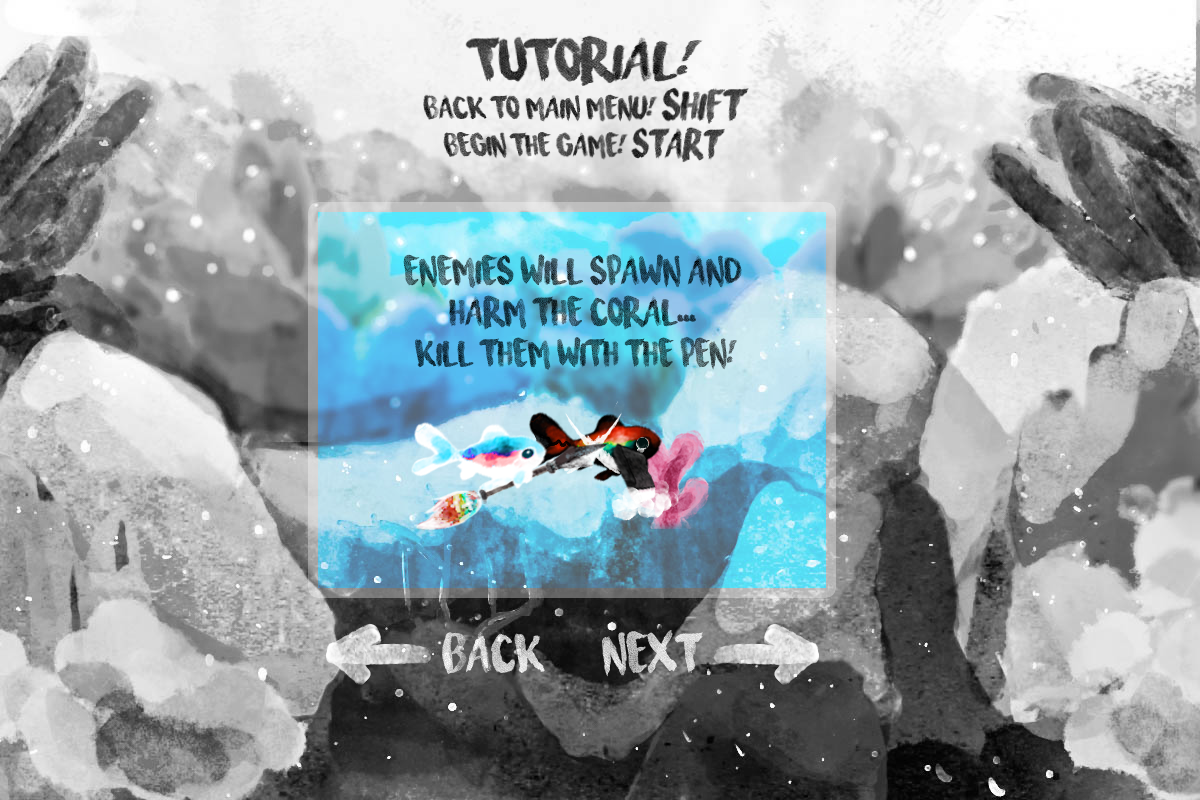 TUTORIAL!
BACK TO MAIN MENU! SHIFT
BEGIN THE GAME! START
ENEMIES WILL SPAWN AND
HARM THE CORAL...
KILL THEM WITH THE PEN!
BACK NEXT